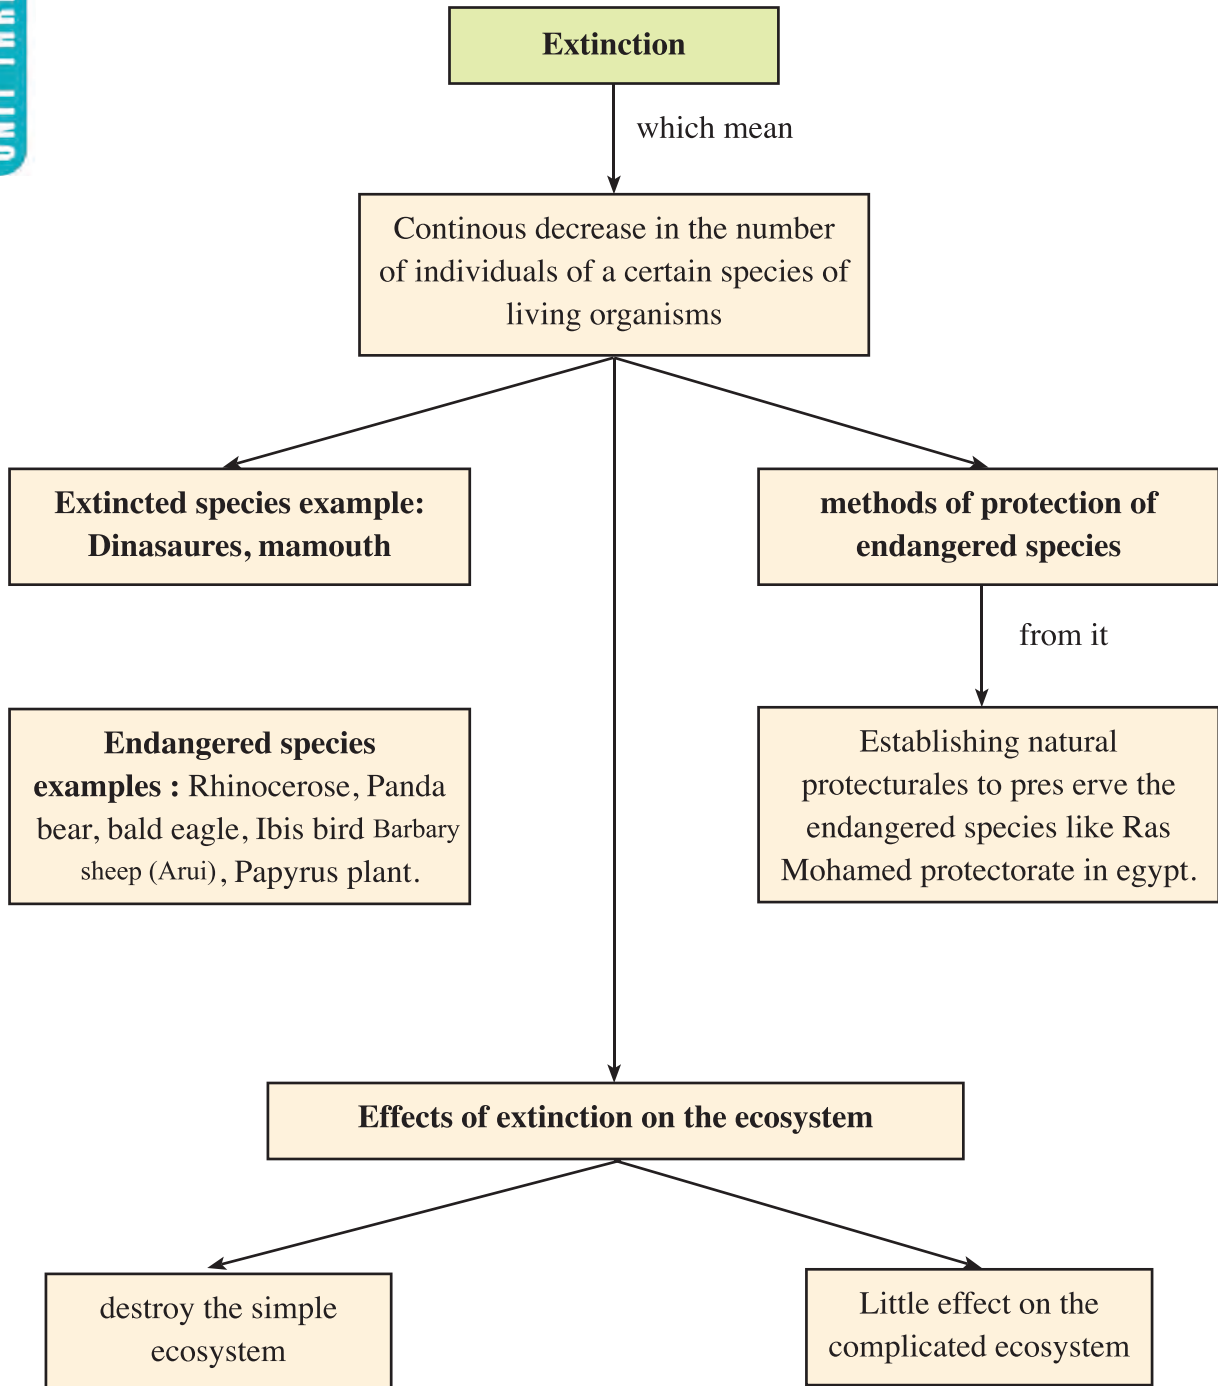 Extinction
which mean
Continous decrease in the number
of individuals of a certain species of
living organisms
Extincted species example:
Dinasaures, mamouth
methods of protection of
endangered species
from it
Endangered species
examples : Rhinocerose, Panda
bear, bald eagle, Ibis bird Barbary
sheep (Arui), Papyrus plant.
Establishing natural
protecturales to pres erve the
endangered species like Ras
Mohamed protectorate in egypt.
Effects of extinction on the ecosystem
destroy the simple
ecosystem
Little effect on the
complicated ecosystem